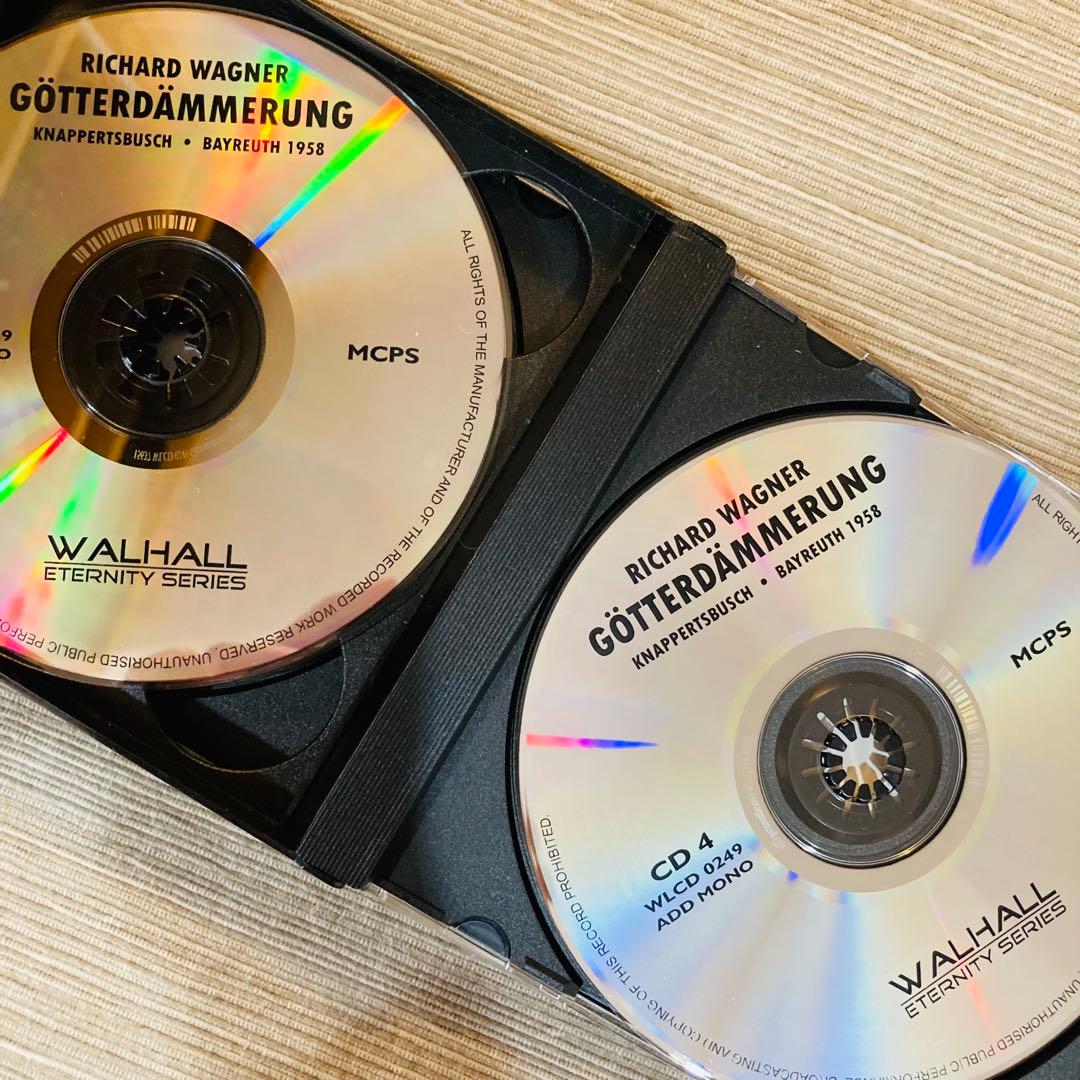 RICHARD WAGNER
GÖTTERDÄMMERUNG
KNAPPERTSBUSCH • BAYREUTH 1958
MCPS
WALHALL
ETERNITY SERIES
ALL RIGHTS OF THE MANUFACTURER AND OF THE RECORDED WORK RESERVED. UNAUTHORISED PUBLIC
RICHARD WAGNER
GÖTTERDÄMMERUNG
KNAPPERTSBUSCH • BAYREUTH 1958
MCPS
CD 4
WLCD 0249
ADD MONO
WALHALL
ETERNITY SERIES
ALL
UNAUTHORISED PUBLIC PERFORMANCE BROADCASTING AND COPYING OF THIS RECORD PROHIBITED.